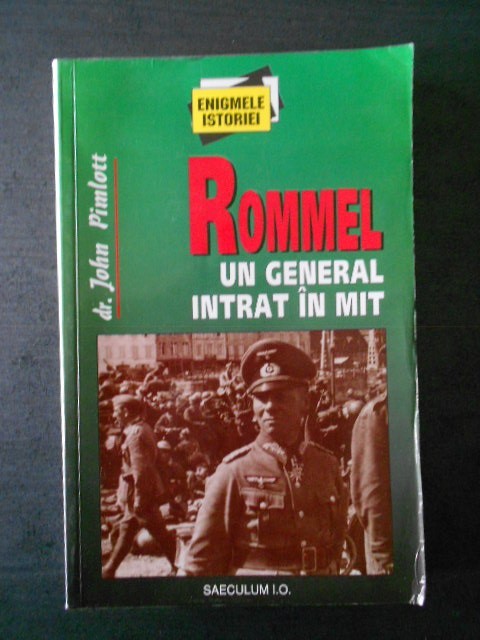 ENIGMELE
ISTORIEI
dr. John Pimlott
ROMMEL
UN GENERAL
INTRAT ÎN MIT
SAECULUM I.O.